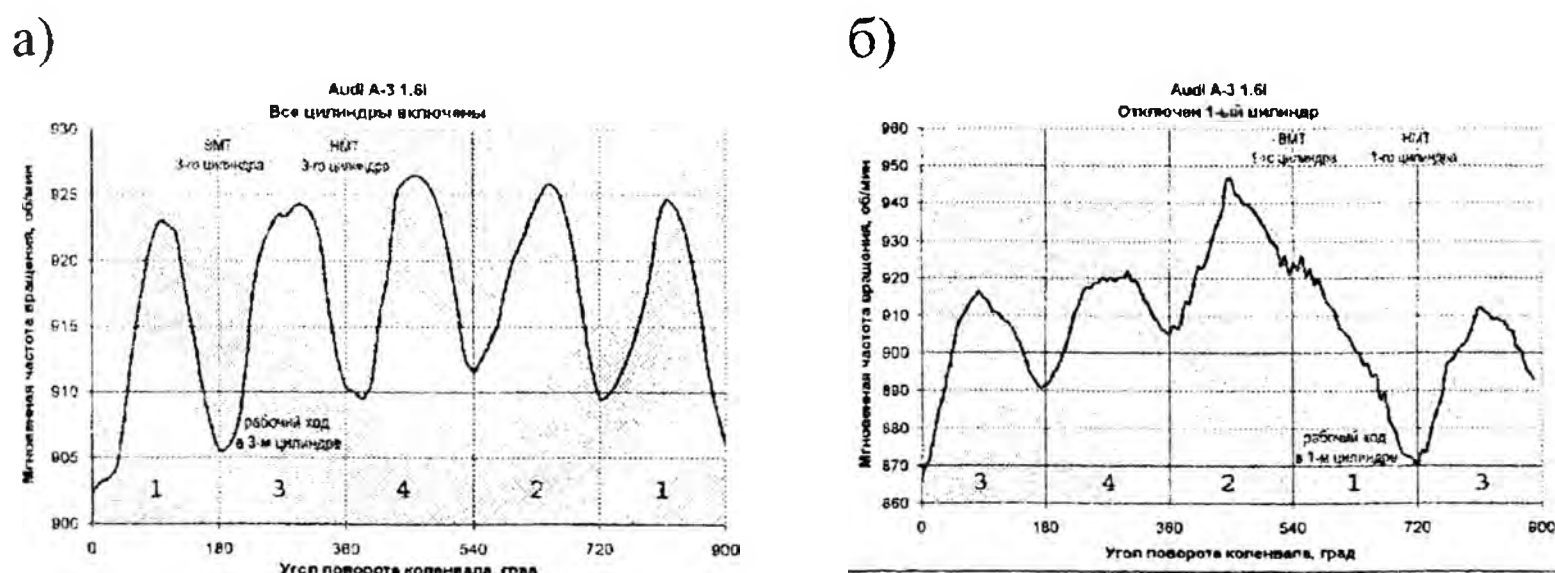 а)
Audi A-3 1.6i
Все цилиндры включены
Мгновенная частота вращения, об/мин
930
925
920
915
910
905
900
ВМТ
3-го цилиндра
НМТ
3-го цилиндра
рабочий ход
в 3-м цилиндре
1 3 4 2 1
0 180 360 540 720 900
Угол поворота коленвала, град
б)
Audi A-3 1.6i
Отключен 1-ый цилиндр
Мгновенная частота вращения, об/мин
960
950
940
930
920
910
900
890
880
870
860
ВМТ
1-го цилиндра
НМТ
1-го цилиндра
рабочий ход
в 1-м цилиндре
3 4 2 1 3
0 180 360 540 720 900
Угол поворота коленвала, град